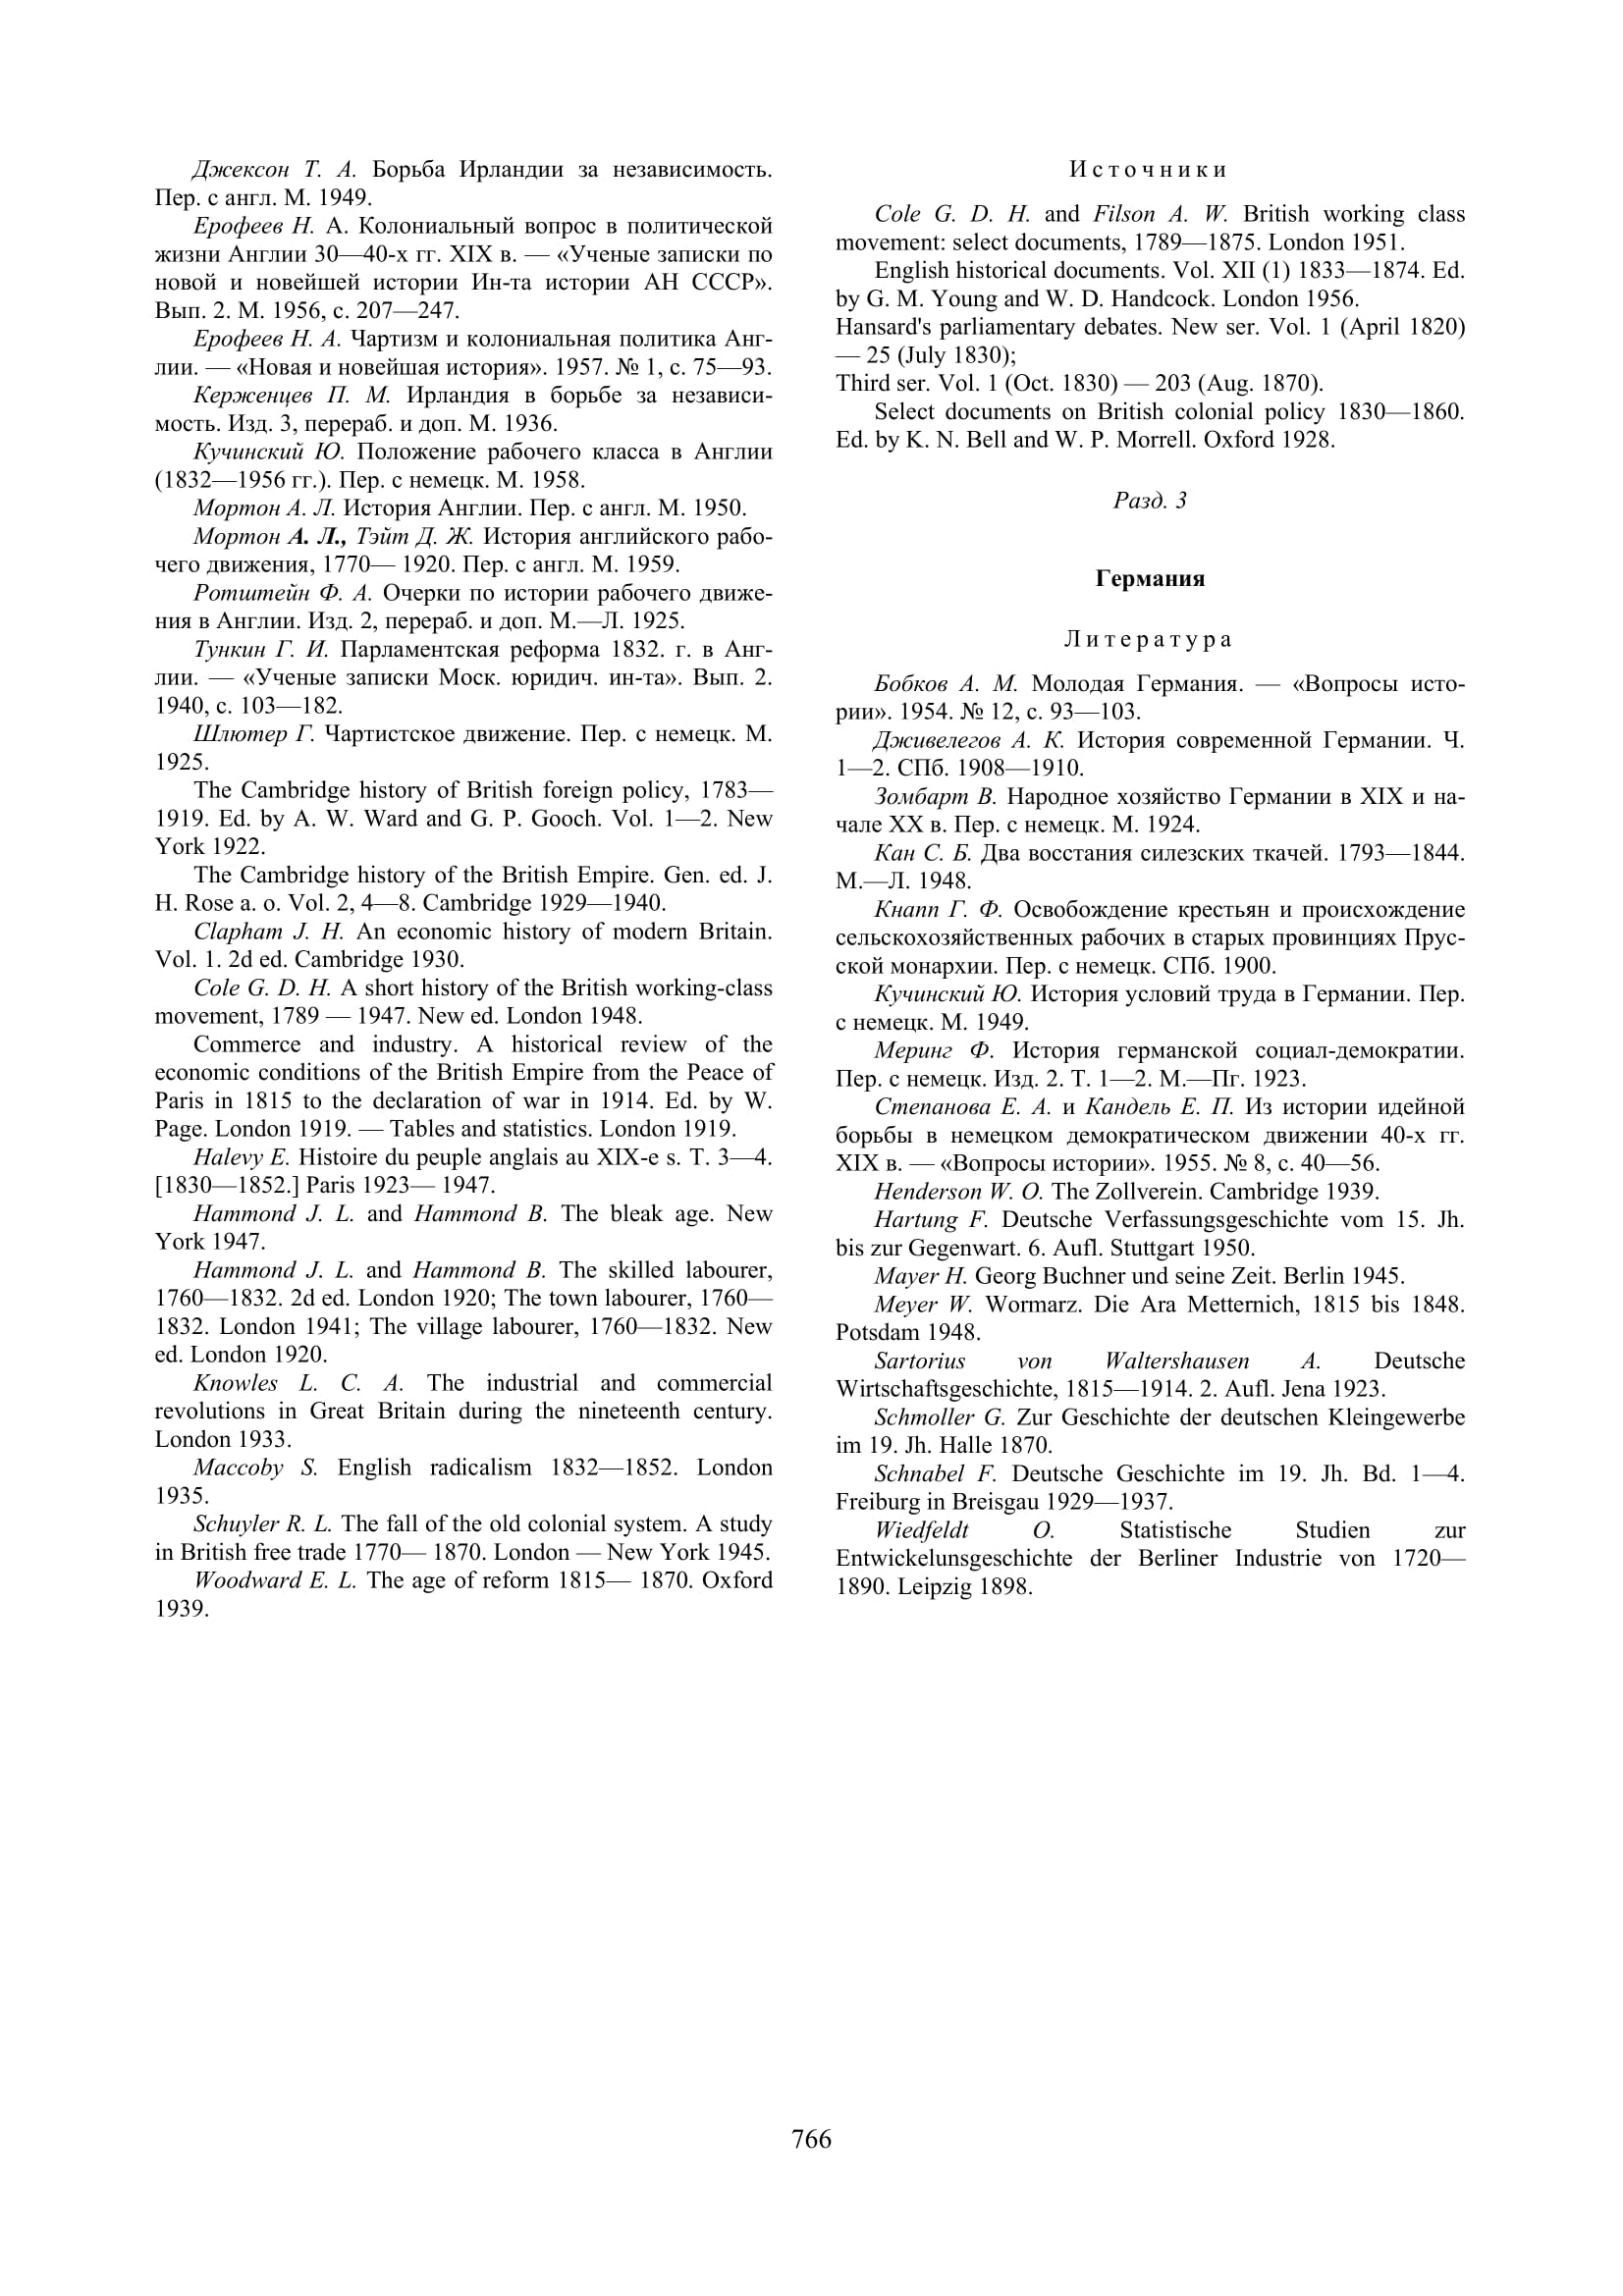 Джексон Т. А. Борьба Ирландии за независимость.
Пер. с англ. М. 1949.
Ерофеев Н. А. Колониальный вопрос в политической
жизни Англии 30—40-х гг. XIX в. — «Ученые записки по
новой и новейшей истории Ин-та истории АН СССР».
Вып. 2. М. 1956, с. 207—247.
Ерофеев Н. А. Чартизм и колониальная политика Анг-
лии. — «Новая и новейшая история». 1957. № 1, с. 75—93.
Керженцев П. М. Ирландия в борьбе за независи-
мость. Изд. 3, перераб. и доп. М. 1936.
Кучинский Ю. Положение рабочего класса в Англии
(1832—1956 гг.). Пер. с немецк. М. 1958.
Мортон А. Л. История Англии. Пер. с англ. М. 1950.
Мортон А. Л., Тэйт Д. Ж. История английского рабо-
чего движения, 1770— 1920. Пер. с англ. М. 1959.
Ротштейн Ф. А. Очерки по истории рабочего движе-
ния в Англии. Изд. 2, перераб. и доп. М.—Л. 1925.
Тункин Г. И. Парламентская реформа 1832. г. в Анг-
лии. — «Ученые записки Моск. юридич. ин-та». Вып. 2.
1940, с. 103—182.
Шлютер Г. Чартистское движение. Пер. с немецк. М.
1925.
The Cambridge history of British foreign policy, 1783—
1919. Ed. by A. W. Ward and G. P. Gooch. Vol. 1—2. New
York 1922.
The Cambridge history of the British Empire. Gen. ed. J.
H. Rose a. o. Vol. 2, 4—8. Cambridge 1929—1940.
Clapham J. H. An economic history of modern Britain.
Vol. 1. 2d ed. Cambridge 1930.
Cole G. D. H. A short history of the British working-class
movement, 1789 — 1947. New ed. London 1948.
Commerce and industry. A historical review of the
economic conditions of the British Empire from the Peace of
Paris in 1815 to the declaration of war in 1914. Ed. by W.
Page. London 1919. — Tables and statistics. London 1919.
Halevy E. Histoire du peuple anglais au XIX-e s. T. 3—4.
[1830—1852.] Paris 1923— 1947.
Hammond J. L. and Hammond B. The bleak age. New
York 1947.
Hammond J. L. and Hammond B. The skilled labourer,
1760—1832. 2d ed. London 1920; The town labourer, 1760—
1832. London 1941; The village labourer, 1760—1832. New
ed. London 1920.
Knowles L. C. A. The industrial and commercial
revolutions in Great Britain during the nineteenth century.
London 1933.
Maccoby S. English radicalism 1832—1852. London
1935.
Schuyler R. L. The fall of the old colonial system. A study
in British free trade 1770— 1870. London — New York 1945.
Woodward E. L. The age of reform 1815— 1870. Oxford
1939.
Источники
Cole G. D. H. and Filson A. W. British working class
movement: select documents, 1789—1875. London 1951.
English historical documents. Vol. XII (1) 1833—1874. Ed.
by G. M. Young and W. D. Handcock. London 1956.
Hansard's parliamentary debates. New ser. Vol. 1 (April 1820)
— 25 (July 1830);
Third ser. Vol. 1 (Oct. 1830) — 203 (Aug. 1870).
Select documents on British colonial policy 1830—1860.
Ed. by K. N. Bell and W. P. Morrell. Oxford 1928.
Разд. 3
Германия
Литература
Бобков А. М. Молодая Германия. — «Вопросы исто-
рии». 1954. № 12, с. 93—103.
Дживелегов А. К. История современной Германии. Ч.
1—2. СПб. 1908—1910.
Зомбарт В. Народное хозяйство Германии в XIX и на-
чале XX в. Пер. с немецк. М. 1924.
Кан С. Б. Два восстания силезских ткачей. 1793—1844.
М.—Л. 1948.
Кнапп Г. Ф. Освобождение крестьян и происхождение
сельскохозяйственных рабочих в старых провинциях Прус-
ской монархии. Пер. с немецк. СПб. 1900.
Кучинский Ю. История условий труда в Германии. Пер.
с немецк. М. 1949.
Меринг Ф. История германской социал-демократии.
Пер. с немецк. Изд. 2. Т. 1—2. М.—Пг. 1923.
Степанова Е. А. и Кандель Е. П. Из истории идейной
борьбы в немецком демократическом движении 40-х гг.
XIX в. — «Вопросы истории». 1955. № 8, с. 40—56.
Henderson W. O. The Zollverein. Cambridge 1939.
Hartung F. Deutsche Verfassungsgeschichte vom 15. Jh.
bis zur Gegenwart. 6. Aufl. Stuttgart 1950.
Mayer H. Georg Buchner und seine Zeit. Berlin 1945.
Meyer W. Wormarz. Die Ara Metternich, 1815 bis 1848.
Potsdam 1948.
Sartorius von Waltershausen A. Deutsche
Wirtschaftsgeschichte, 1815—1914. 2. Aufl. Jena 1923.
Schmoller G. Zur Geschichte der deutschen Kleingewerbe
im 19. Jh. Halle 1870.
Schnabel F. Deutsche Geschichte im 19. Jh. Bd. 1—4.
Freiburg in Breisgau 1929—1937.
Wiedfeldt O. Statistische Studien zur
Entwickelunsgeschichte der Berliner Industrie von 1720—
1890. Leipzig 1898.
766